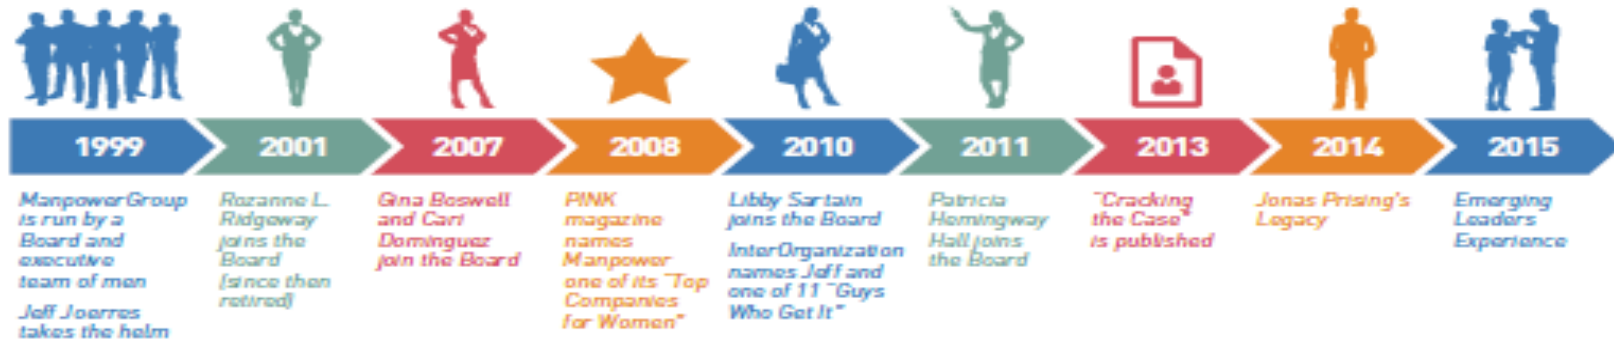 1999
ManpowerGroup
is run by a
Board and
executive
team of men
Jeff Joerres
takes the helm
2001
Rozanne L.
Ridgeway
joins the
Board
(since then
retired)
2007
Gina Boswell
and Cari
Dominguez
join the Board
2008
PINK
magazine
names
Manpower
one of its "Top
Companies
for Women"
2010
Libby Sartain
joins the Board
InterOrganization
names Jeff and
one of 11 "Guys
Who Get It"
2011
Patricia
Hemingway
Hall joins
the Board
2013
"Cracking
the Case"
is published
2014
Jonas Prising's
Legacy
2015
Emerging
Leaders
Experience